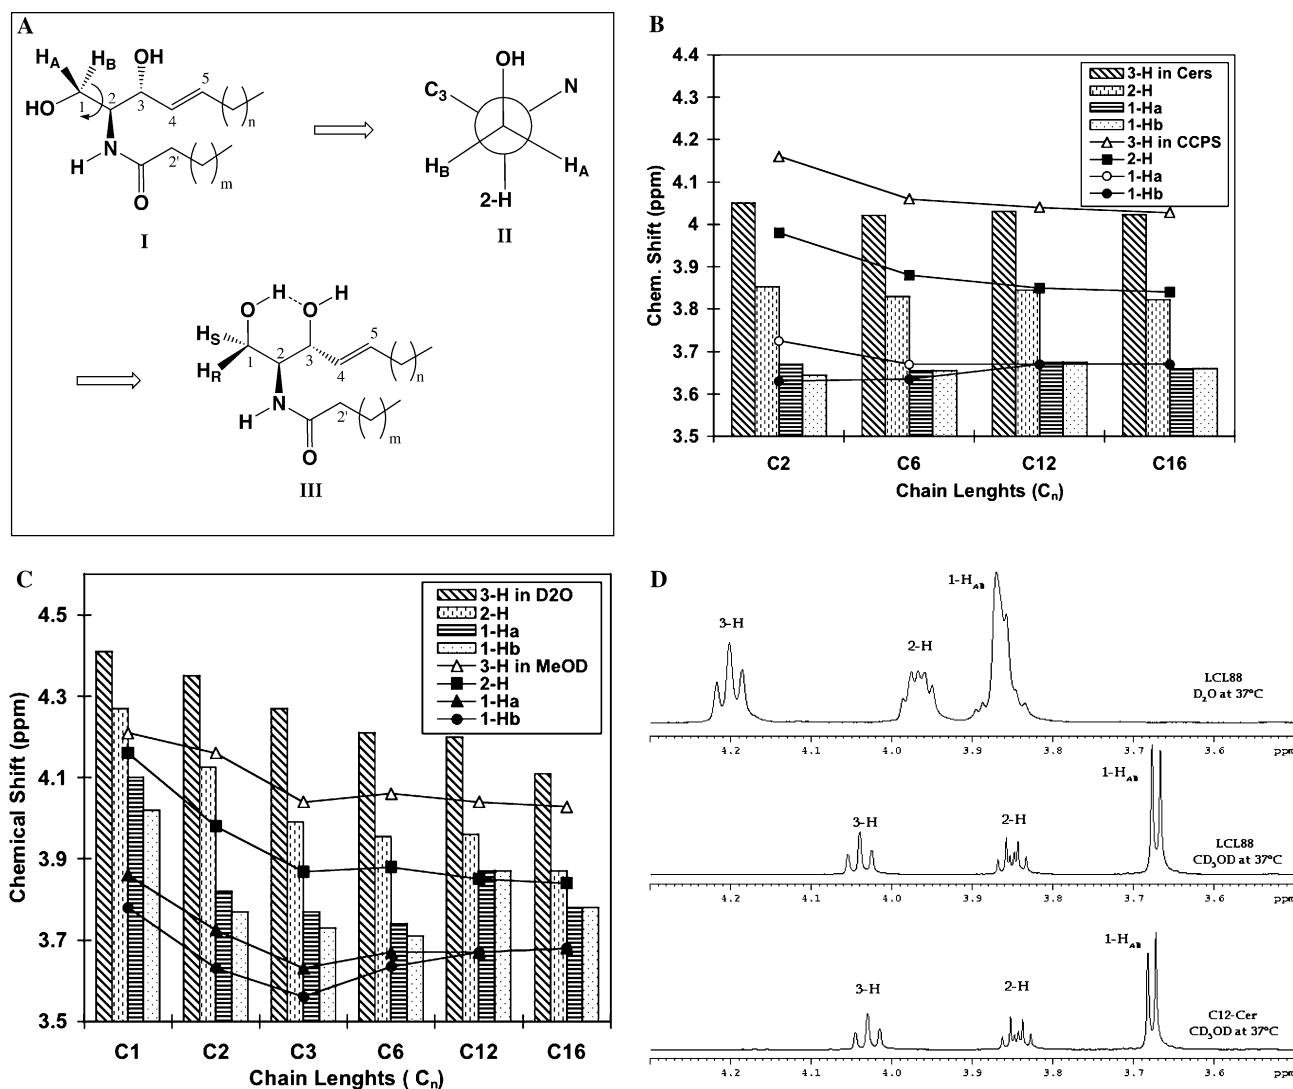 A
H_A H_B OH
HO 1 2 3 4 5 ( )n
H N 2' ( )m
O
I
OH
C3 N
H_B H_A
2-H
II
O H O H
H_S
H_R 1 2 3 4 5 ( )n
H N 2' ( )m
O
III
B
4.4
4.3
4.2
4.1
4
3.9
3.8
3.7
3.6
3.5
Chem. Shift (ppm)
3-H in Cers
2-H
1-Ha
1-Hb
3-H in CCPS
2-H
1-Ha
1-Hb
C2 C6 C12 C16
Chain Lenghts (Cn)
C
4.5
4.3
4.1
3.9
3.7
3.5
Chemical Shift (ppm)
3-H in D2O
2-H
1-Ha
1-Hb
3-H in MeOD
2-H
1-Ha
1-Hb
C1 C2 C3 C6 C12 C16
Chain Lenghts ( Cn)
D
1-H_AB
3-H
2-H
LCL88
D2O at 37°C
4.2 4.1 4.0 3.9 3.8 3.7 3.6 ppm
1-H_AB
3-H 2-H
LCL88
CD3OD at 37°C
4.2 4.1 4.0 3.9 3.8 3.7 3.6 ppm
1-H_AB
3-H 2-H
C12-Cer
CD3OD at 37°C
4.2 4.1 4.0 3.9 3.8 3.7 3.6 ppm